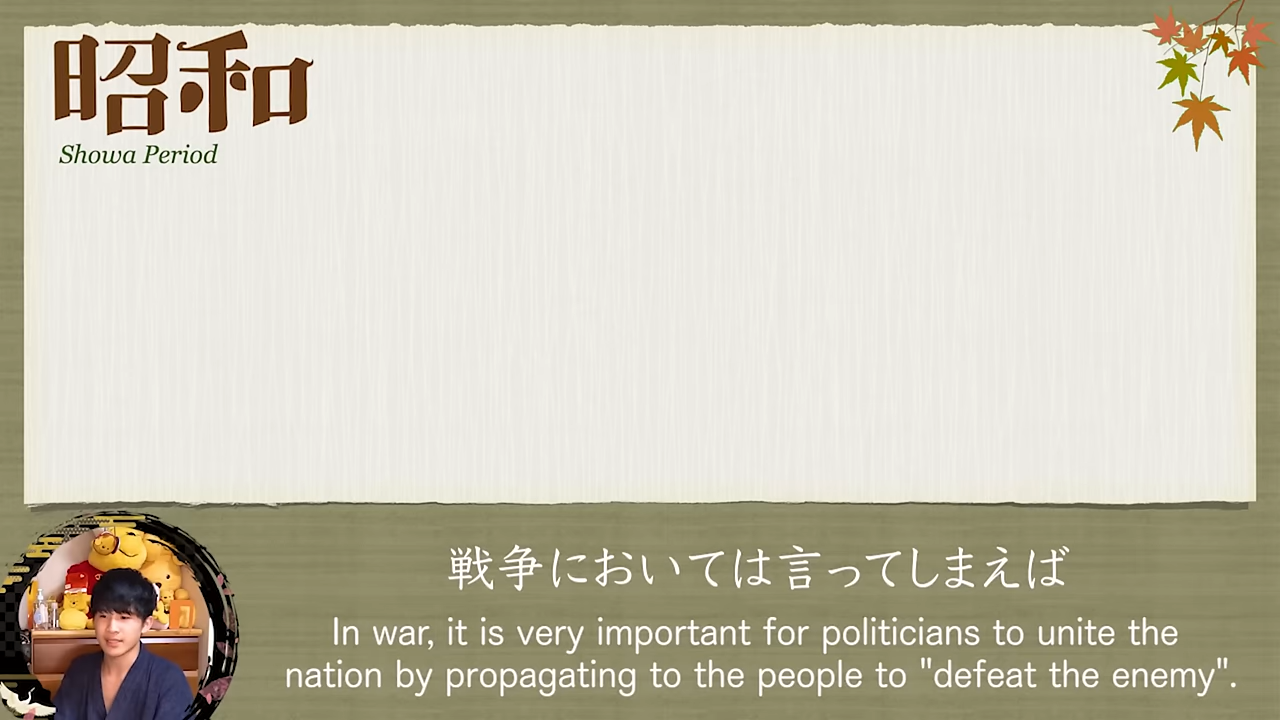 昭和
Showa Period
戦争においては言ってしまえば
In war, it is very important for politicians to unite the
nation by propagating to the people to "defeat the enemy".